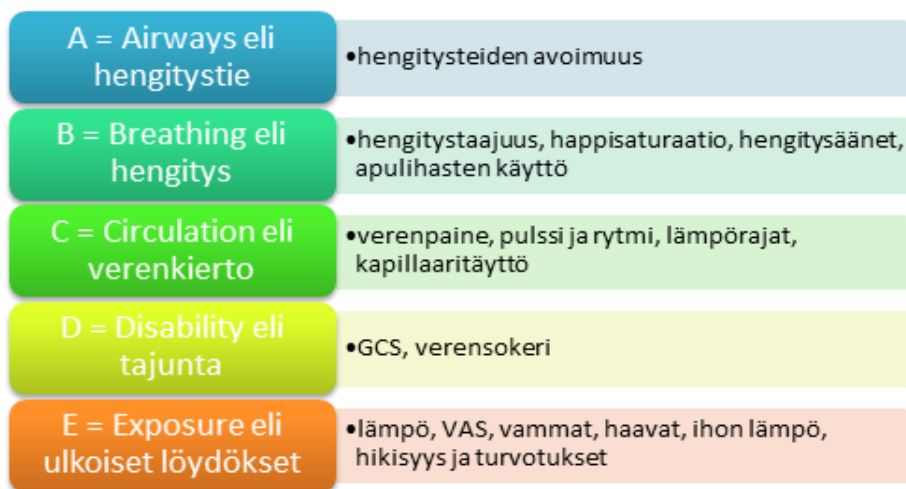 A = Airways eli
hengitystie
•hengitysteiden avoimuus
B = Breathing eli
hengitys
•hengitystaajuus, happisaturaatio, hengitysäänet,
apulihasten käyttö
C = Circulation eli
verenkierto
•verenpaine, pulssi ja rytmi, lämpörajat,
kapillaaritäyttö
D = Disability eli
tajunta
•GCS, verensokeri
E = Exposure eli
ulkoiset löydökset
•lämpö, VAS, vammat, haavat, ihon lämpö,
hikisyys ja turvotukset